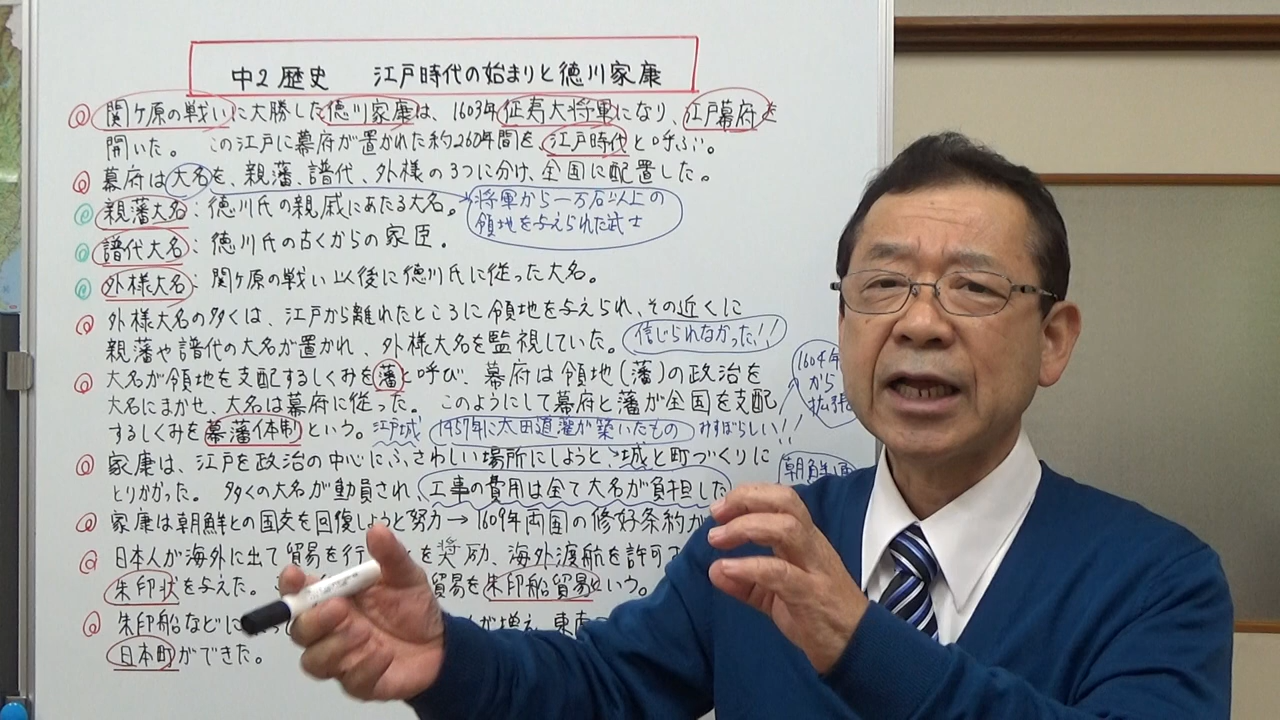 中2 歴史 江戸時代の始まりと徳川家康
関ヶ原の戦いに大勝した徳川家康は、1603年征夷大将軍になり、江戸幕府を
開いた。 この江戸に幕府が置かれた約260年間を、江戸時代と呼ぶ。
幕府は大名を、親藩、譜代、外様の3つに分け、全国に配置した。
親藩大名：徳川氏の親戚にあたる大名。
将軍から一万石以上の
領地を与えられた武士
譜代大名：徳川氏の古くからの家臣。
外様大名：関ヶ原の戦い以後に徳川氏に従った大名。
外様大名の多くは、江戸から離れたところに領地を与えられ、その近くに
親藩や譜代の大名が置かれ、外様大名を監視していた。
信じられなかった!!
大名が領地を支配するしくみを藩と呼び、幕府は領地(藩)の政治を
大名にまかせ、大名は幕府に従った。 このようにして幕府と藩が全国を支配
するしくみを幕藩体制という。
江戸城 1457年に太田道灌が築いたもの みすぼらしい!!
1604年
から
拡張
家康は、江戸を政治の中心にふさわしい場所にしようと、城と町づくりに
とりかかった。 多くの大名が動員され、工事の費用は全て大名が負担した
朝鮮通
家康は朝鮮との国交を回復しようと努力→1609年両国の修好条約が
日本人が海外に出て貿易を行 を奨励、海外渡航を許可す
朱印状を与えた。 貿易を朱印船貿易という。
朱印船などに が増え、東南
日本町ができた。